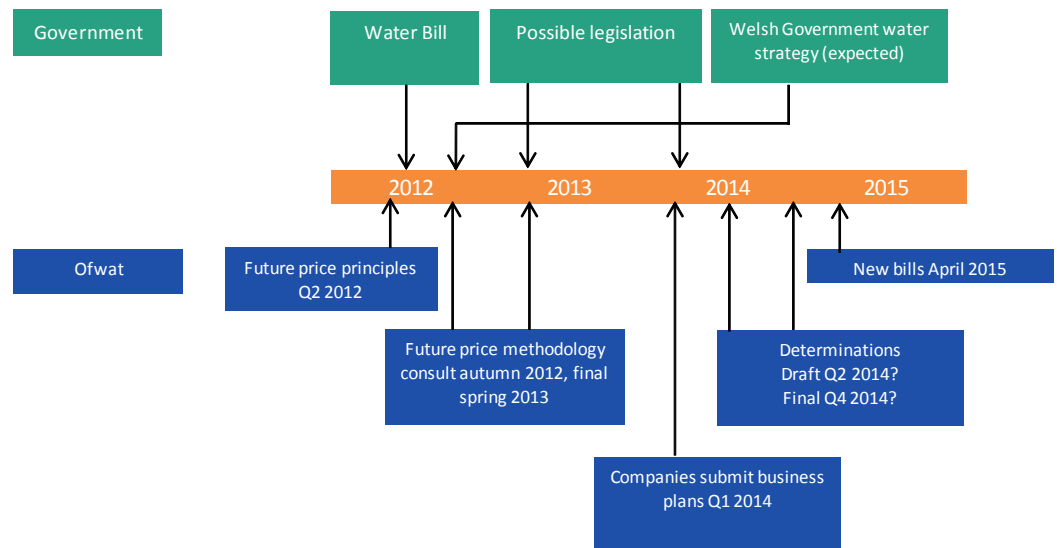 Government
Water Bill
Possible legislation
Welsh Government water
strategy (expected)
2012
2013
2014
2015
Ofwat
Future price principles
Q2 2012
New bills April 2015
Future price methodology
consult autumn 2012, final
spring 2013
Determinations
Draft Q2 2014?
Final Q4 2014?
Companies submit business
plans Q1 2014